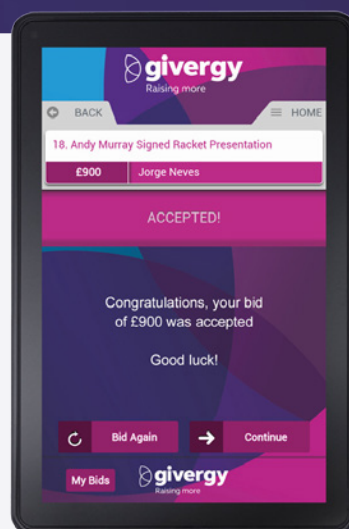 givergy
Raising more
BACK
HOME
18. Andy Murray Signed Racket Presentation
£900 Jorge Neves
ACCEPTED!
Congratulations, your bid
of £900 was accepted
Good luck!
Bid Again
Continue
My Bids
givergy
Raising more